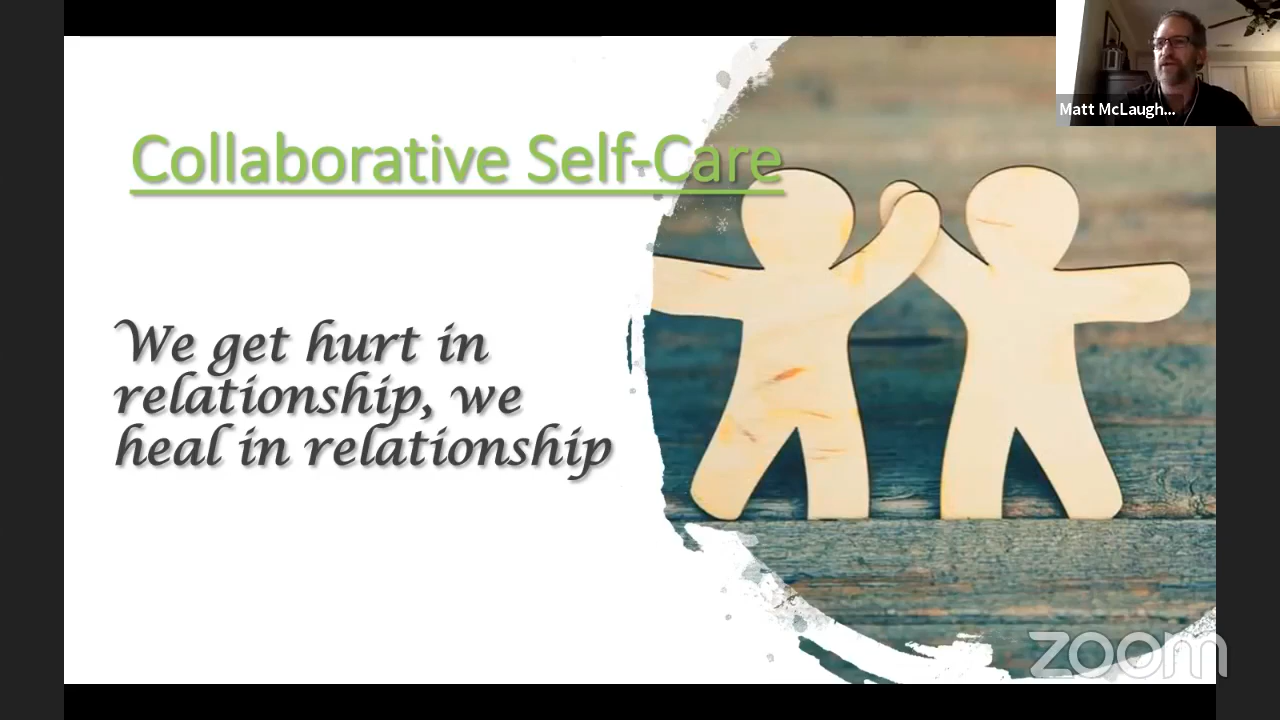 Collaborative Self-Care
We get hurt in
relationship, we
heal in relationship
Matt McLaugh...
zoom